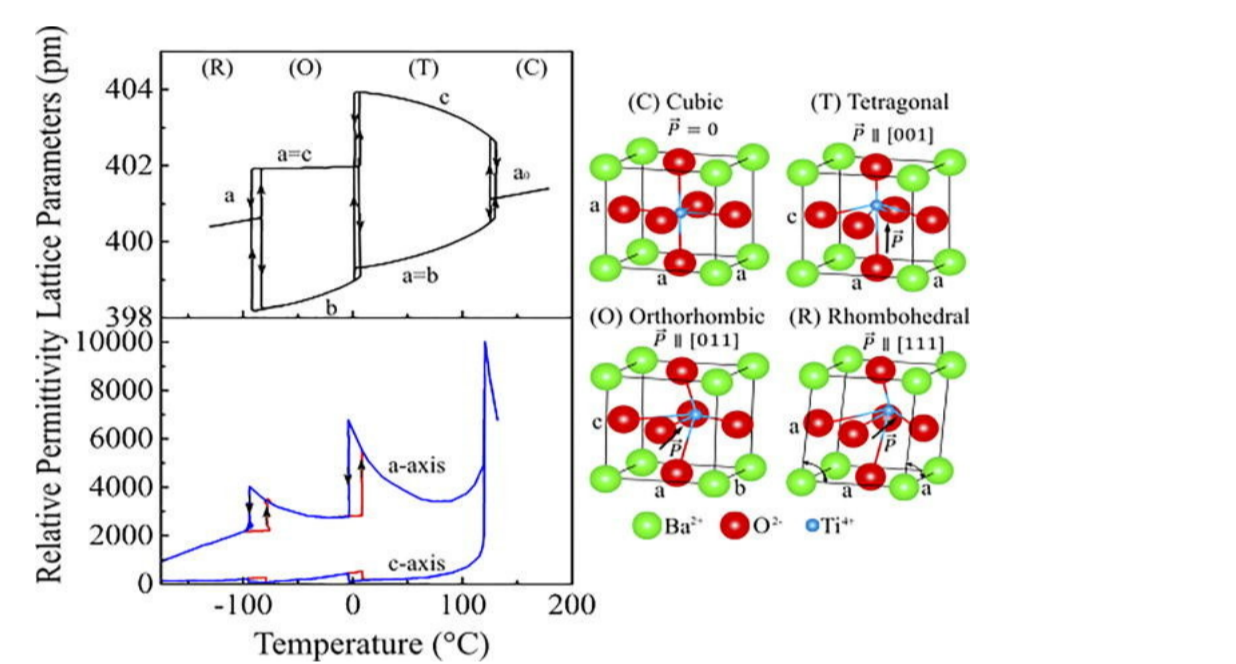 Lattice Parameters (pm)
404
402
400
398
(R) (O) (T) (C)
c
a=c
a
a₀
a=b
b
Relative Permittivity
10000
8000
6000
4000
2000
0
a-axis
c-axis
-100 0 100 200
Temperature (°C)
(C) Cubic
P⃗ = 0
a
a a
(T) Tetragonal
P⃗ ∥ [001]
c
P⃗
a a
(O) Orthorhombic
P⃗ ∥ [011]
c
P⃗
a b
(R) Rhombohedral
P⃗ ∥ [111]
a
P⃗
a a
Ba²⁺ O²⁻ Ti⁴⁺